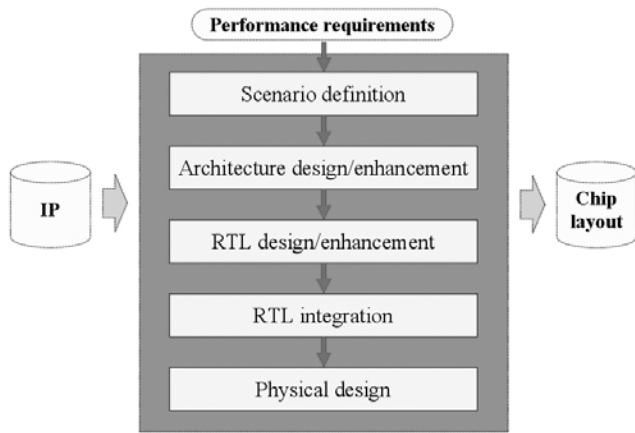 Performance requirements
Scenario definition
Architecture design/enhancement
IP
RTL design/enhancement
Chip
layout
RTL integration
Physical design